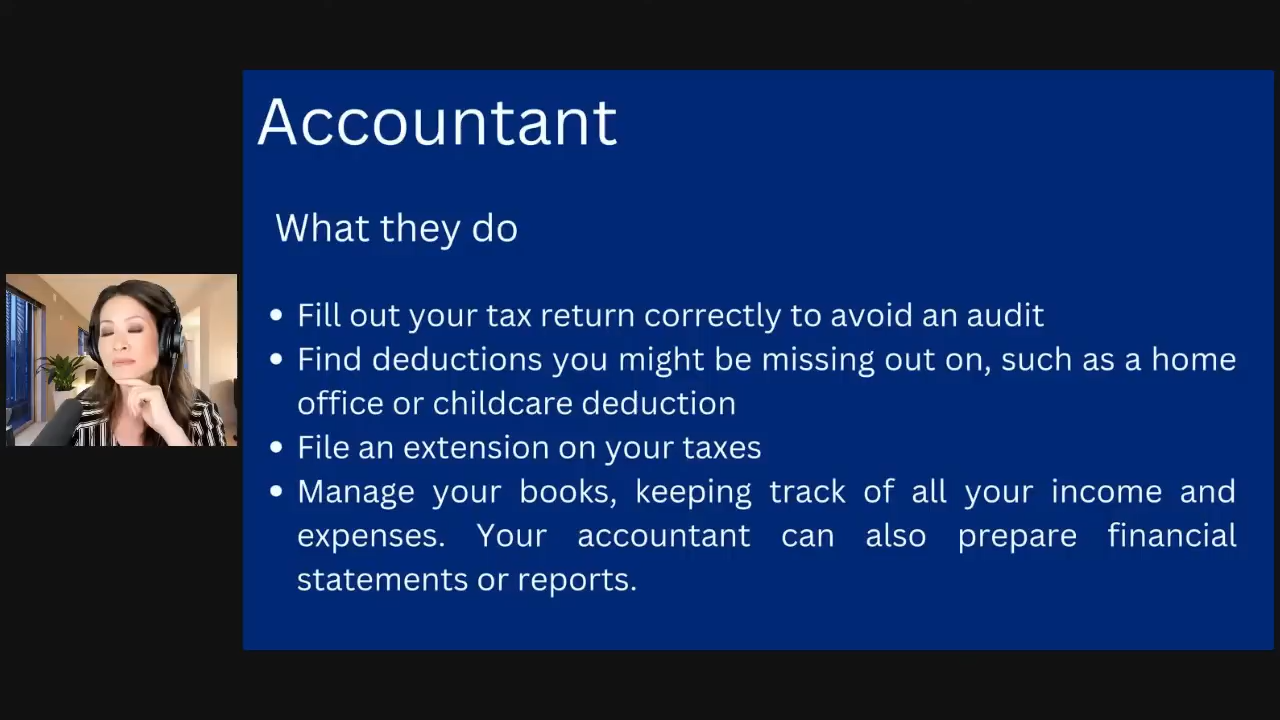 Accountant
What they do
• Fill out your tax return correctly to avoid an audit
• Find deductions you might be missing out on, such as a home
office or childcare deduction
• File an extension on your taxes
• Manage your books, keeping track of all your income and
expenses. Your accountant can also prepare financial
statements or reports.